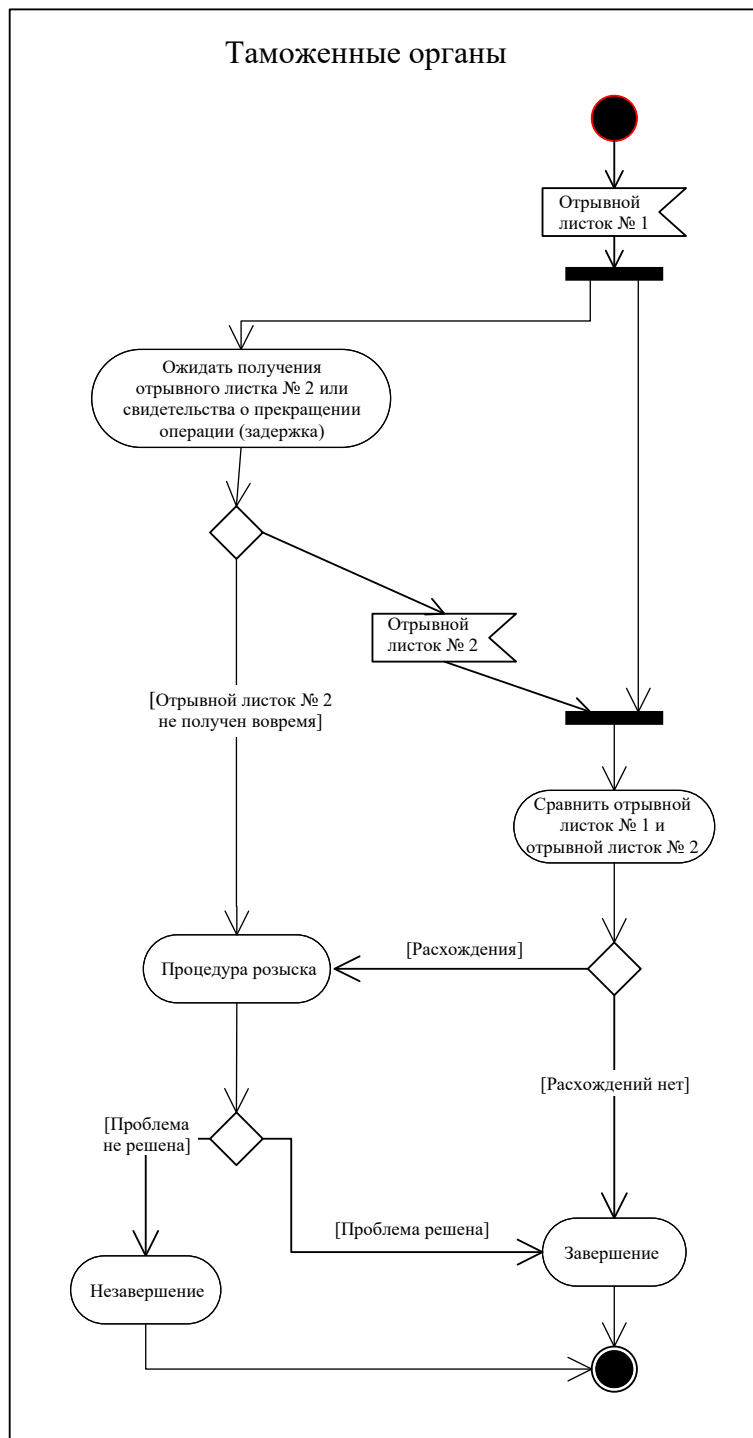 Таможенные органы
Отрывной
листок № 1
Ожидать получения
отрывного листка № 2 или
свидетельства о прекращении
операции (задержка)
Отрывной
листок № 2
[Отрывной листок № 2
не получен вовремя]
Сравнить отрывной
листок № 1 и
отрывной листок № 2
[Расхождения]
Процедура розыска
[Расхождений нет]
[Проблема
не решена]
[Проблема решена]
Завершение
Незавершение